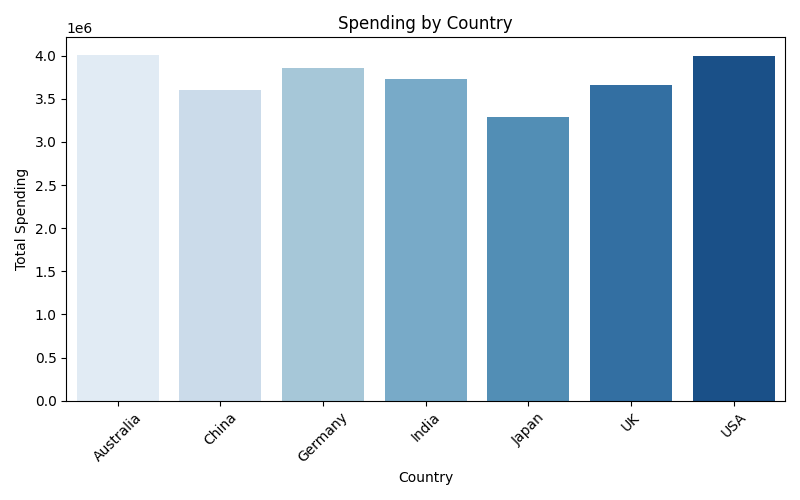 Spending by Country
1e6
4.0
3.5
3.0
2.5
2.0
1.5
1.0
0.5
0.0
Total Spending
Australia
China
Germany
India
Japan
UK
USA
Country